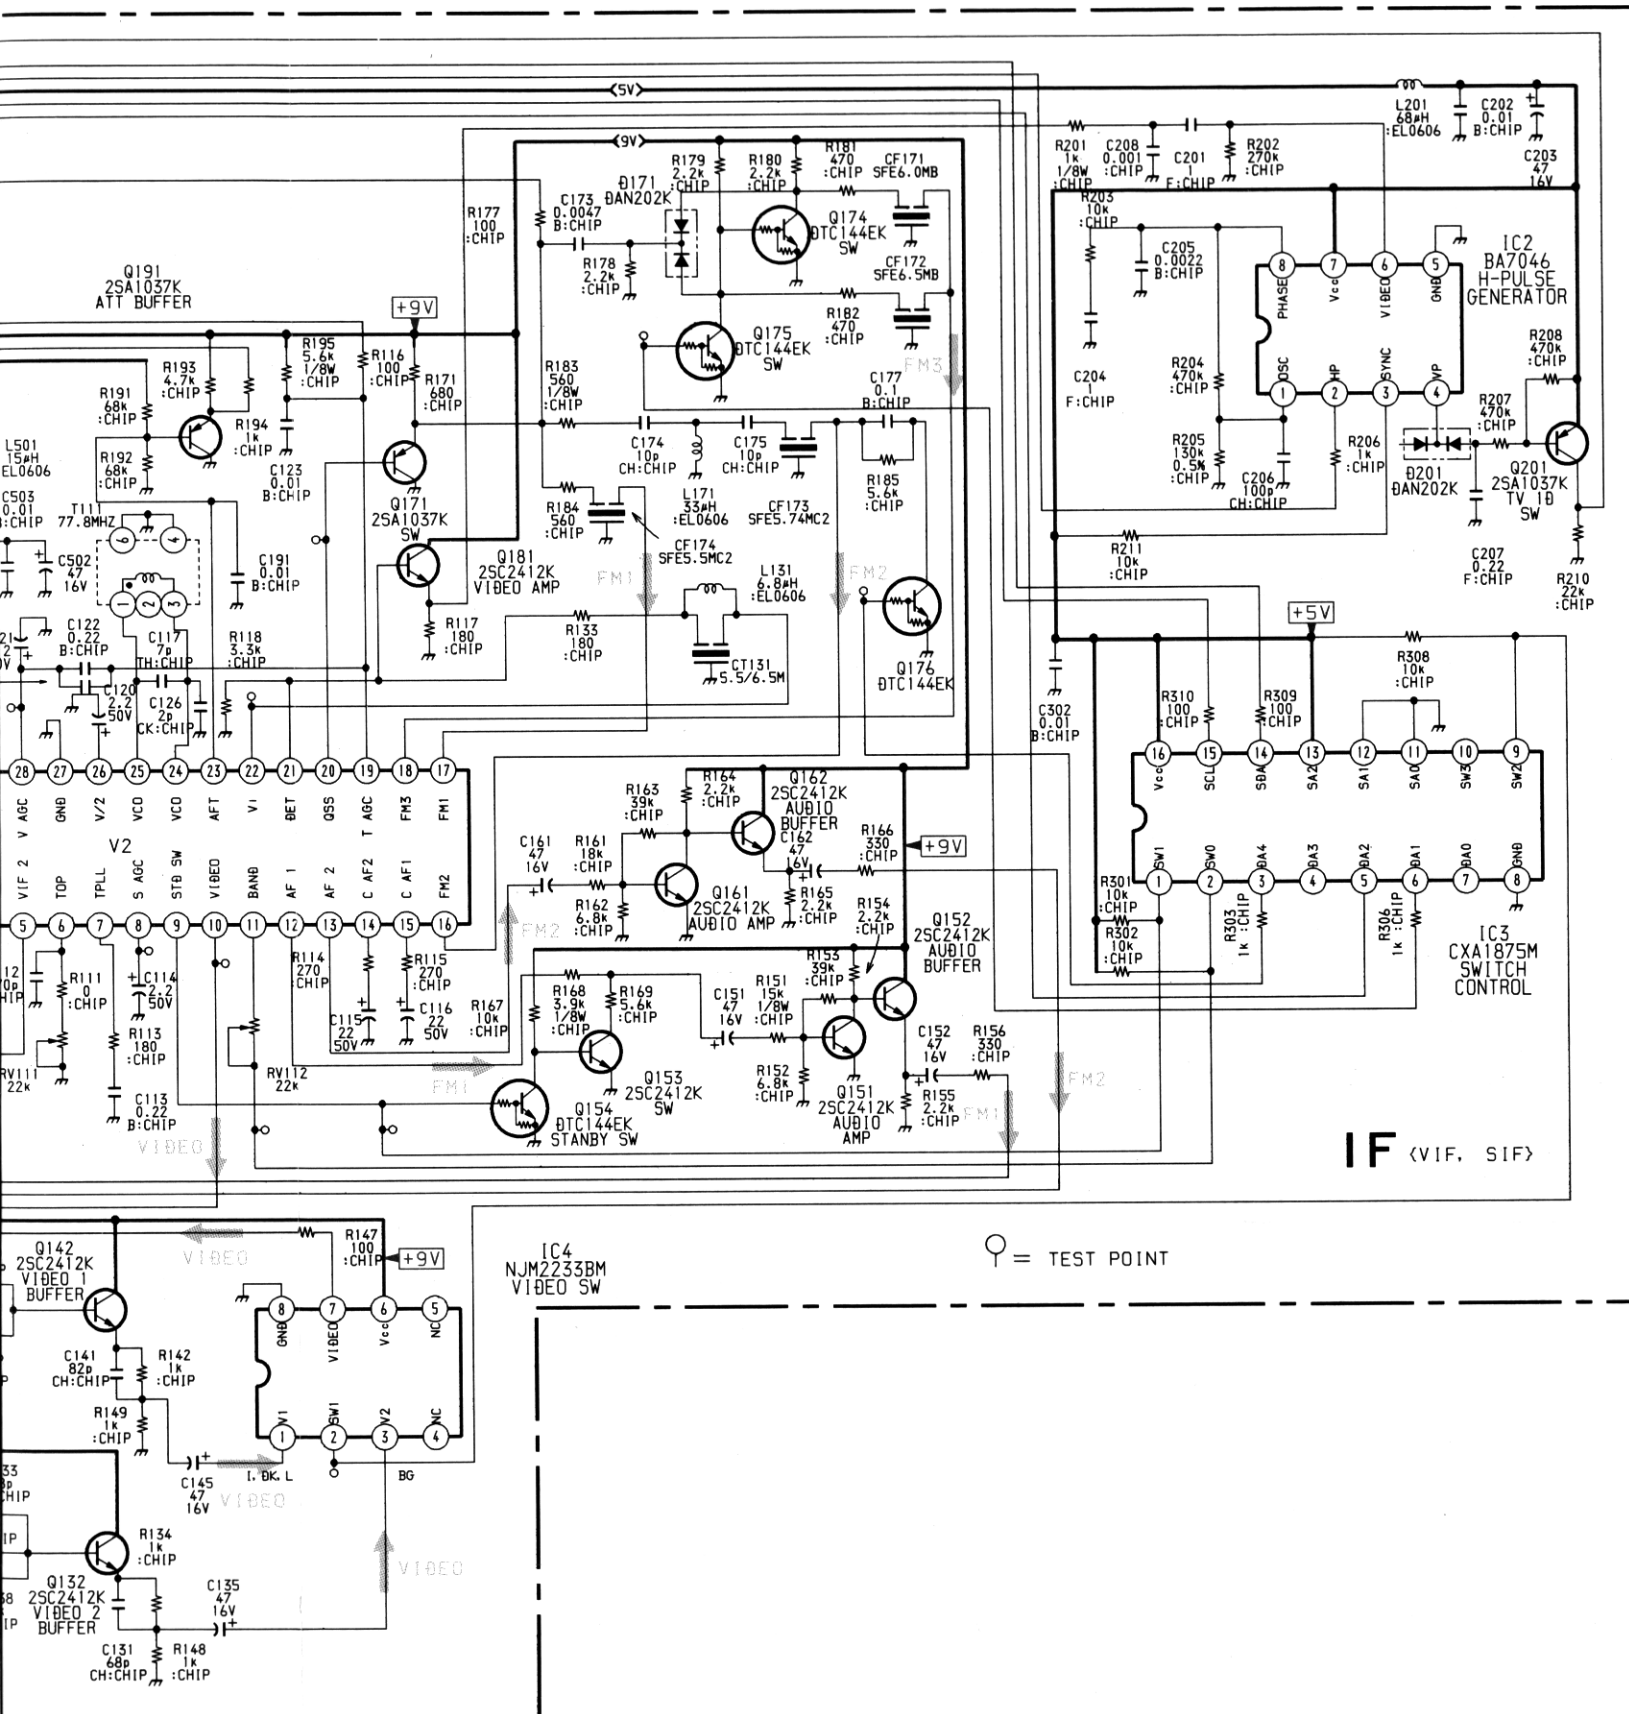 <5V>
L201
68μH
:EL0606
C202
0.01
B:CHIP
C203
47
16V
<9V>
R201
1k
1/8W
:CHIP
C208
0.001
:CHIP
C201
1
F:CHIP
R202
270k
:CHIP
R179
2.2k
:CHIP
R180
2.2k
:CHIP
R181
470
:CHIP
CF171
SFE6.0MB
D171
DAN202K
C173
0.0047
B:CHIP
R177
100
:CHIP
R178
2.2k
:CHIP
Q174
DTC144EK
SW
CF172
SFE6.5MB
R182
470
:CHIP
Q175
DTC144EK
SW
FM3
R203
10k
:CHIP
C205
0.0022
B:CHIP
C204
1
F:CHIP
8
7
6
5
PHASE
Vcc
VIDEO
GND
OSC
HP
SYNC
VP
1
2
3
4
IC2
BA7046
H-PULSE
GENERATOR
R208
470k
:CHIP
R204
470k
:CHIP
R205
130k
0.5%
:CHIP
C206
100p
CH:CHIP
R206
1k
:CHIP
R207
470k
:CHIP
D201
DAN202K
Q201
2SA1037K
TV ID
SW
C207
0.22
F:CHIP
R210
22k
:CHIP
R211
10k
:CHIP
Q191
2SA1037K
ATT BUFFER
+9V
R193
4.7k
:CHIP
R195
5.6k
1/8W
:CHIP
R116
100
:CHIP
R171
680
:CHIP
R183
560
1/8W
:CHIP
R191
68k
:CHIP
R194
1k
:CHIP
R192
68k
:CHIP
C123
0.01
B:CHIP
L501
15μH
EL0606
C503
0.01
B:CHIP
T111
77.8MHZ
6
4
1
2
3
C502
47
16V
C191
0.01
B:CHIP
Q171
2SA1037K
SW
Q181
2SC2412K
VIDEO AMP
C174
10p
CH:CHIP
C175
10p
CH:CHIP
C177
0.1
B:CHIP
R184
560
:CHIP
L171
33μH
:EL0606
CF173
SFE5.74MC2
R185
5.6k
:CHIP
CF174
SFE5.5MC2
FM1
FM2
L131
6.8μH
:EL0606
R117
180
:CHIP
R133
180
:CHIP
CT131
5.5/6.5M
Q176
DTC144EK
C122
0.22
B:CHIP
C117
7p
TH:CHIP
R118
3.3k
:CHIP
C120
2.2
50V
C126
2p
CK:CHIP
+5V
R308
10k
:CHIP
R310
100
:CHIP
R309
100
:CHIP
C302
0.01
B:CHIP
16
15
14
13
12
11
10
9
Vcc
SCL
SDA
SA2
SA1
SA0
SW3
SW2
SW1
SW0
DA4
DA3
DA2
DA1
DA0
GND
1
2
3
4
5
6
7
8
R301
10k
:CHIP
R302
10k
:CHIP
R303
1k :CHIP
R306
1k :CHIP
IC3
CXA1875M
SWITCH
CONTROL
28
27
26
25
24
23
22
21
20
19
18
17
V AGC
GND
V/2
VCO
VCO
AFT
VI
DET
QSS
T AGC
FM3
FM1
V2
VIF 2
TOP
TPLL
S AGC
STD SW
VIDEO
BAND
AF 1
AF 2
C AF2
C AF1
FM2
5
6
7
8
9
10
11
12
13
14
15
16
R163
39k
:CHIP
R164
2.2k
:CHIP
Q162
2SC2412K
AUDIO
BUFFER
C162
47
16V
R166
330
:CHIP
+9V
C161
47
16V
R161
18k
:CHIP
R162
6.8k
:CHIP
Q161
2SC2412K
AUDIO AMP
R165
2.2k
:CHIP
R154
2.2k
:CHIP
Q152
2SC2412K
AUDIO
BUFFER
FM2
R111
0
:CHIP
C114
2.2
50V
R114
270
:CHIP
R115
270
:CHIP
R113
180
:CHIP
C115
22
50V
C116
22
50V
R167
10k
:CHIP
R168
3.9k
1/8W
:CHIP
R169
5.6k
:CHIP
C151
47
16V
R151
15k
1/8W
:CHIP
R153
39k
:CHIP
C152
47
16V
R156
330
:CHIP
RV111
22k
RV112
22k
FM1
C113
0.22
B:CHIP
Q153
2SC2412K
SW
Q154
DTC144EK
STANBY SW
R152
6.8k
:CHIP
Q151
2SC2412K
AUDIO
AMP
R155
2.2k
:CHIP
FM1
FM2
VIDEO
IF <VIF, SIF>
VIDEO
R147
100
:CHIP
+9V
IC4
NJM2233BM
VIDEO SW
= TEST POINT
Q142
2SC2412K
VIDEO 1
BUFFER
8
7
6
5
GND
VIDEO
Vcc
NC
V1
SW1
V2
NC
1
2
3
4
C141
82p
CH:CHIP
R142
1k
:CHIP
R149
1k
:CHIP
C145
47
16V
I. DK. L
BG
VIDEO
R134
1k
:CHIP
VIDEO
Q132
2SC2412K
VIDEO 2
BUFFER
C135
47
16V
C131
68p
CH:CHIP
R148
1k
:CHIP